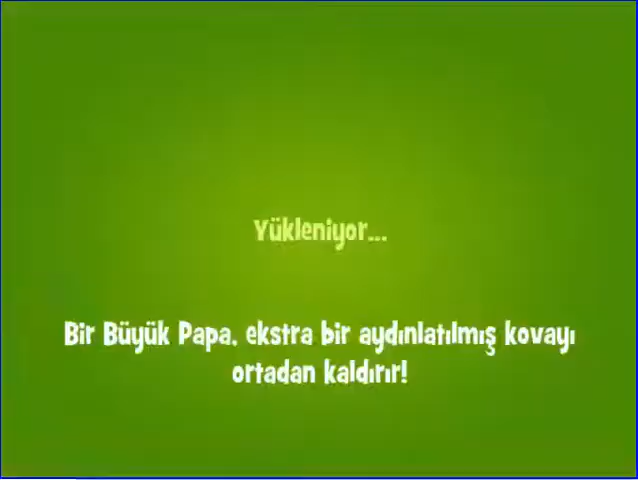 Yükleniyor...
Bir Büyük Papa, ekstra bir aydınlatılmış kovayı
ortadan kaldırır!